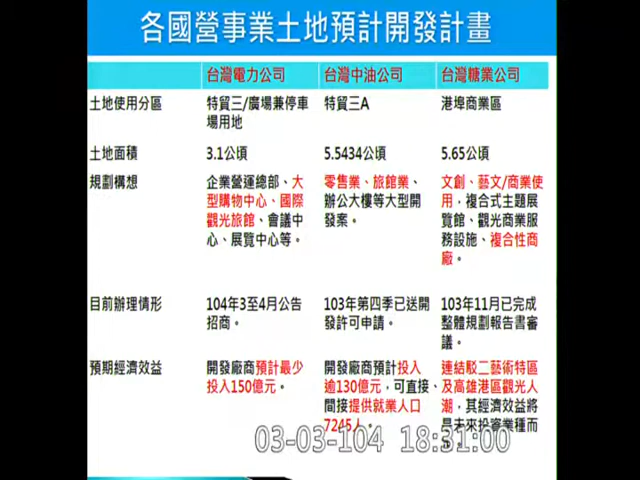 各國營事業土地預計開發計畫
台灣電力公司 台灣中油公司 台灣糖業公司
土地使用分區 特貿三/廣場兼停車場用地 特貿三A 港埠商業區
土地面積 3.1公頃 5.5434公頃 5.65公頃
規劃構想
企業營運總部、大
型購物中心、國際
觀光旅館、會議中
心、展覽中心等。
零售業、旅館業、
辦公大樓等大型開
發案。
文創、藝文/商業使
用，複合式主題展
覽館、觀光商業服
務設施、複合性商
廠。
目前辦理情形
104年3至4月公告
招商。
103年第四季已送開
發許可申請。
103年11月已完成
整體規劃報告書審
議。
預期經濟效益
開發廠商預計最少
投入150億元。
開發廠商預計投入
逾130億元，可直接、
間接提供就業人口
7245人。
連結駁二藝術特區
及高雄港區觀光人
潮，其經濟效益將
是未來投審業種而
03-03-104 18:31:00